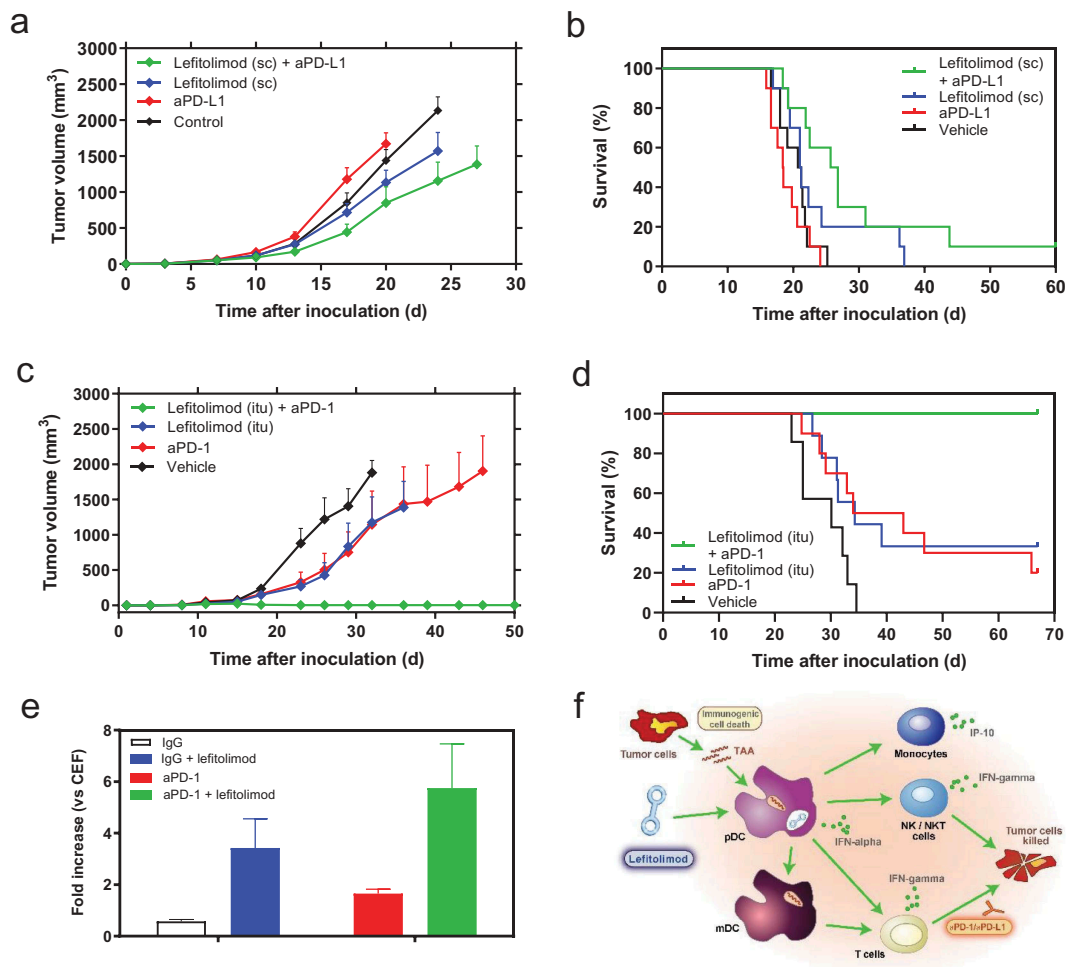 a
Tumor volume (mm3)
3000
2500
2000
1500
1000
500
0
Lefitolimod (sc) + aPD-L1
Lefitolimod (sc)
aPD-L1
Control
0 5 10 15 20 25 30
Time after inoculation (d)
b
Survival (%)
100
80
60
40
20
0
Lefitolimod (sc)
+ aPD-L1
Lefitolimod (sc)
aPD-L1
Vehicle
0 10 20 30 40 50 60
Time after inoculation (d)
c
Tumor volume (mm3)
3000
2500
2000
1500
1000
500
0
Lefitolimod (itu) + aPD-1
Lefitolimod (itu)
aPD-1
Vehicle
0 10 20 30 40 50
Time after inoculation (d)
d
Survival (%)
100
80
60
40
20
0
Lefitolimod (itu)
+ aPD-1
Lefitolimod (itu)
aPD-1
Vehicle
0 10 20 30 40 50 60 70
Time after inoculation (d)
e
Fold increase (vs CEF)
8
6
4
2
0
IgG
IgG + lefitolimod
aPD-1
aPD-1 + lefitolimod
f
Immunogenic
cell death
Tumor cells
TAA
IP-10
Monocytes
IFN-gamma
NK / NKT
cells
pDC
IFN-alpha
Lefitolimod
Tumor cells
killed
IFN-gamma
mDC
T cells
aPD-1/aPD-L1